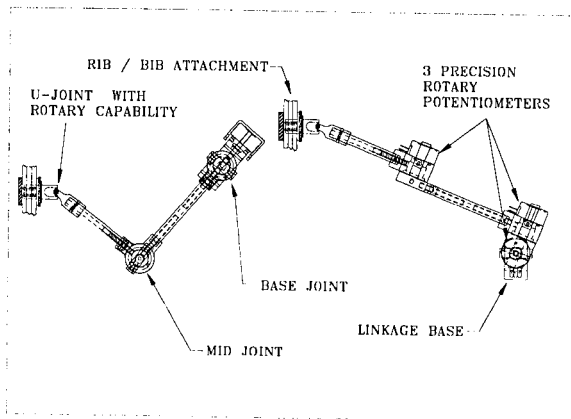 RIB / BIB ATTACHMENT
U-JOINT WITH
ROTARY CAPABILITY
3 PRECISION
ROTARY
POTENTIOMETERS
BASE JOINT
LINKAGE BASE
MID JOINT